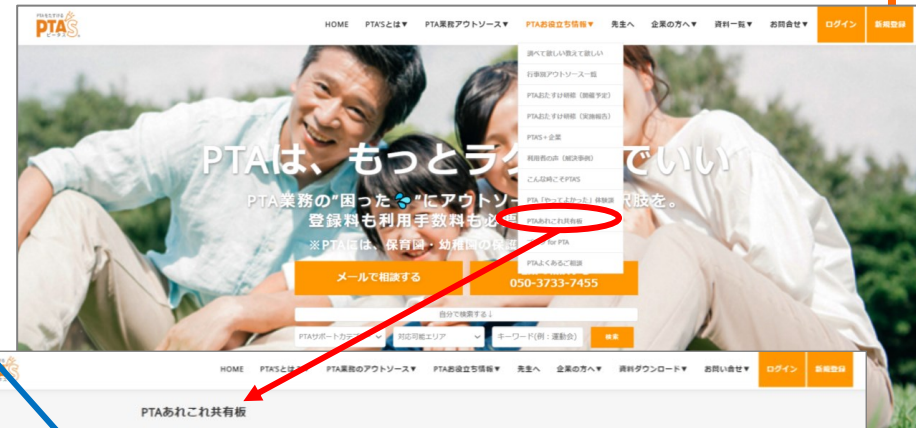 PTA'S
ピータス
HOME PTA'Sとは▼ PTA業務アウトソース▼ PTAお役立ち情報▼ 先生へ 企業の方へ▼ 資料一覧▼ お問合せ▼ ログイン 新規登録
調べて欲しい教えて欲しい
行事別アウトソース一覧
PTAおたすけ研修（開催予定）
PTAおたすけ研修（実施報告）
PTA'S＋企業
利用者の声（解決事例）
こんな時こそPTA'S
PTA「やってよかった」体験談
PTAあれこれ共有板
for PTA
PTAよくあるご相談
PTAは、もっとラク でいい
PTA業務の"困った"にアウトソー 択肢を。
登録料も利用手数料も必
※PTAには、保育園・幼稚園の保護
メールで相談する
050-3733-7455
自分で検索する↓
PTAサポートカテゴ 対応可能エリア キーワード(例：運動会) 検索
HOME PTA'Sとは PTA業務のアウトソース▼ PTAお役立ち情報▼ 先生へ 企業の方へ▼ 資料ダウンロード▼ お問い合せ▼ ログイン 新規登録
PTAあれこれ共有板